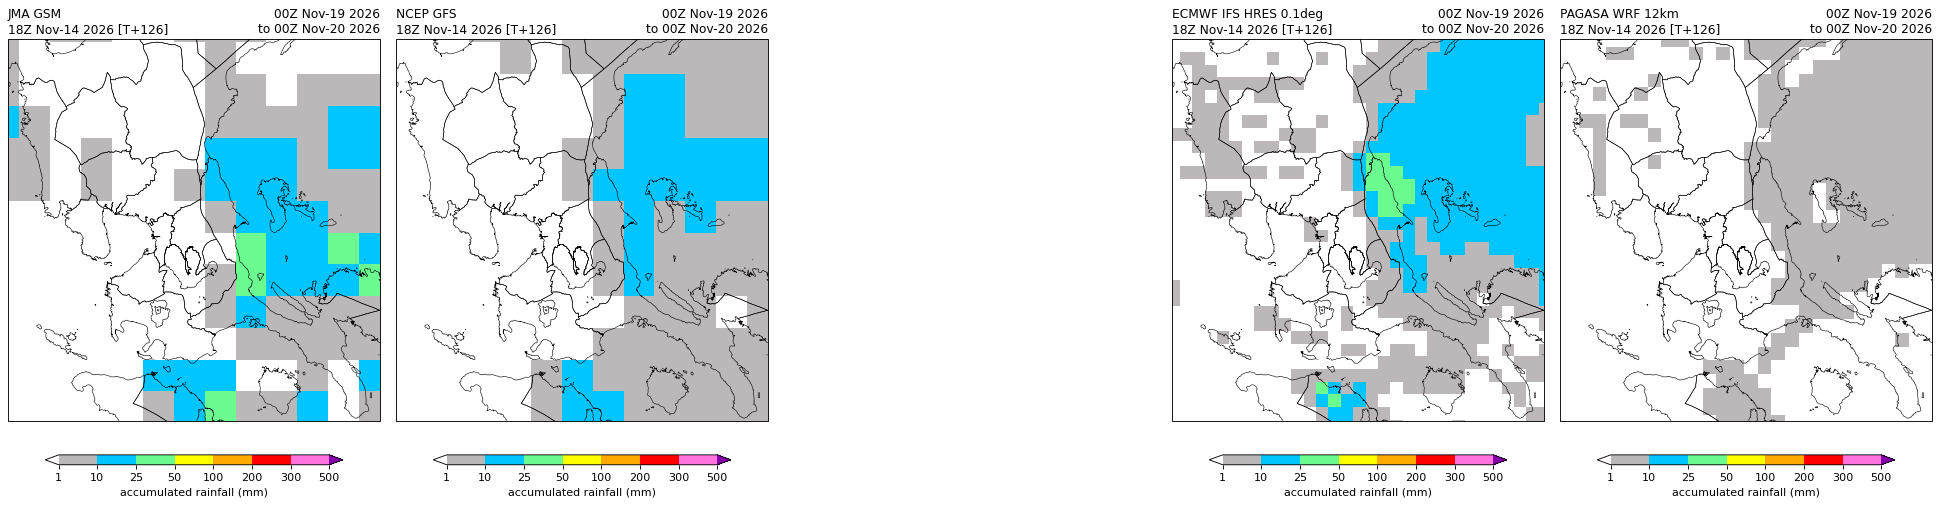 JMA GSM 00Z Nov-19 2026
18Z Nov-14 2026 [T+126] to 00Z Nov-20 2026
1 10 25 50 100 200 300 500
accumulated rainfall (mm)
NCEP GFS 00Z Nov-19 2026
18Z Nov-14 2026 [T+126] to 00Z Nov-20 2026
1 10 25 50 100 200 300 500
accumulated rainfall (mm)
ECMWF IFS HRES 0.1deg 00Z Nov-19 2026
18Z Nov-14 2026 [T+126] to 00Z Nov-20 2026
1 10 25 50 100 200 300 500
accumulated rainfall (mm)
PAGASA WRF 12km 00Z Nov-19 2026
18Z Nov-14 2026 [T+126] to 00Z Nov-20 2026
1 10 25 50 100 200 300 500
accumulated rainfall (mm)